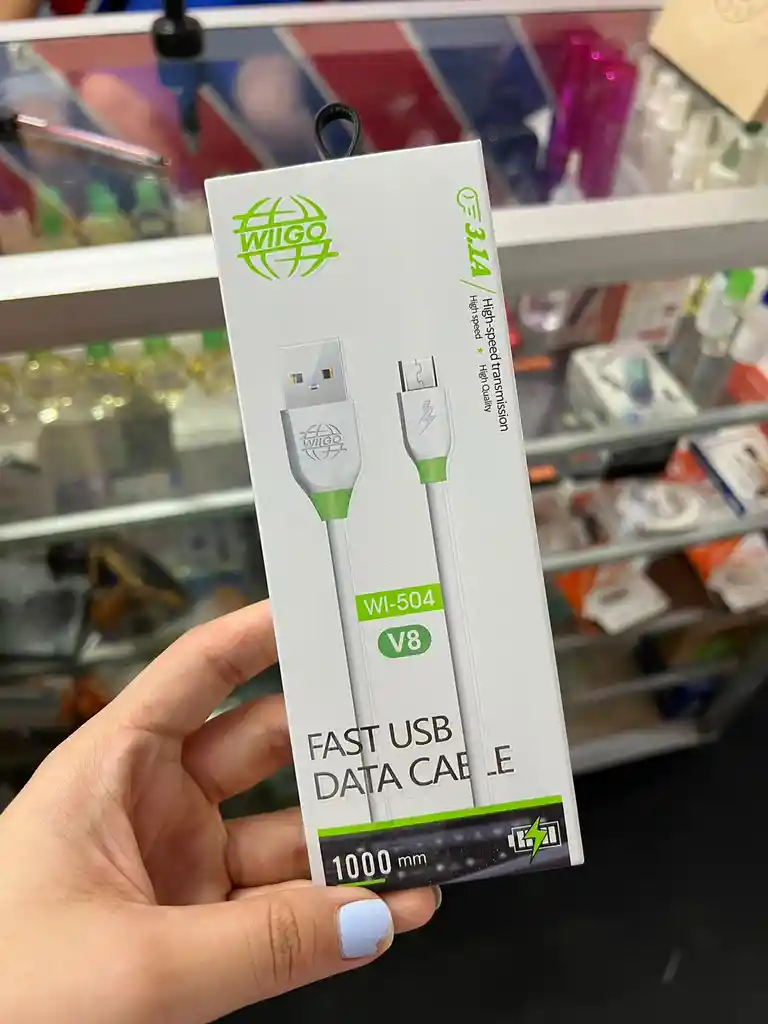 WIIGO
3.1A
High-speed transmission
High speed ★ High Quality
WIIGO
WI-504
V8
FAST USB
DATA CABLE
1000 mm